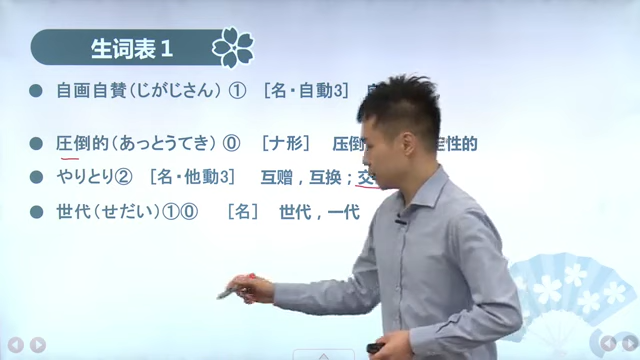 生词表1
自画自賛(じがじさん) ① [名・自動3]
圧倒的(あっとうてき) ⓪ [ナ形] 压倒 定性的
やりとり② [名・他動3] 互赠，互换；交
世代(せだい)①⓪ [名] 世代，一代